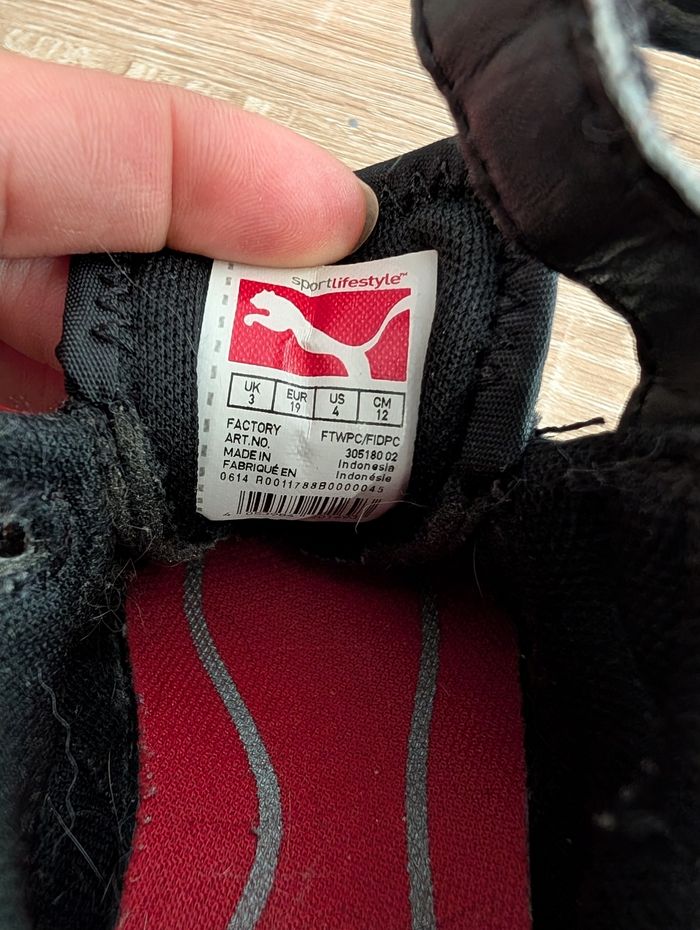 sportlifestyle™
UK EUR US CM
3 19 4 12
FACTORY FTWPC/FIDPC
ART.NO. 305180 02
MADE IN Indonesia
FABRIQUÉ EN Indonésie
0614 R0011788B0000045